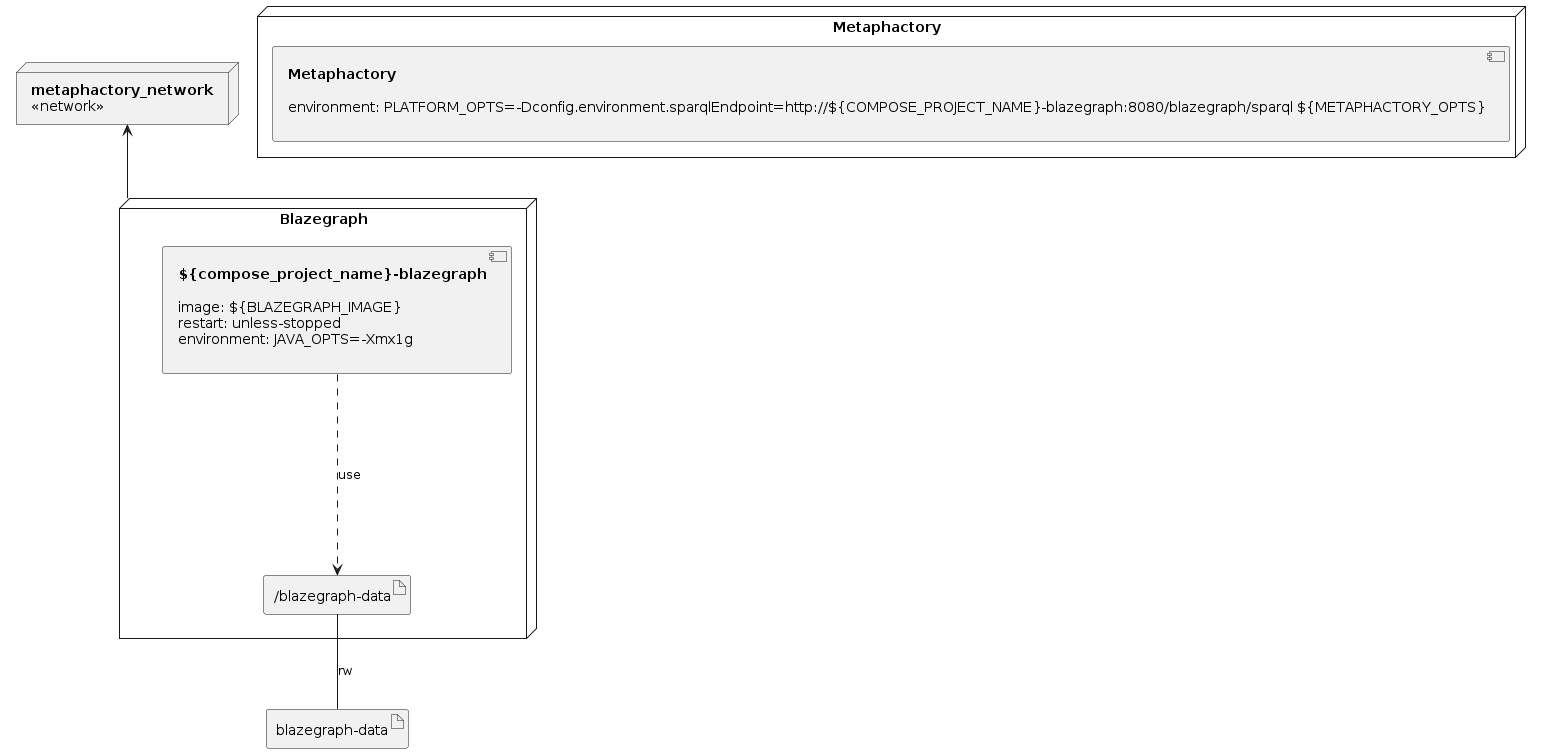 Metaphactory
Metaphactory
environment: PLATFORM_OPTS=-Dconfig.environment.sparqlEndpoint=http://${COMPOSE_PROJECT_NAME}-blazegraph:8080/blazegraph/sparql ${METAPHACTORY_OPTS}
metaphactory_network
«network»
Blazegraph
${compose_project_name}-blazegraph
image: ${BLAZEGRAPH_IMAGE}
restart: unless-stopped
environment: JAVA_OPTS=-Xmx1g
use
/blazegraph-data
rw
blazegraph-data